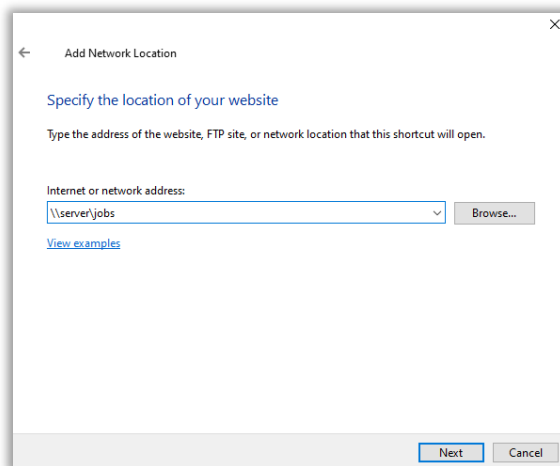 Add Network Location
Specify the location of your website
Type the address of the website, FTP site, or network location that this shortcut will open.
Internet or network address:
\\server\jobs
Browse...
View examples
Next
Cancel